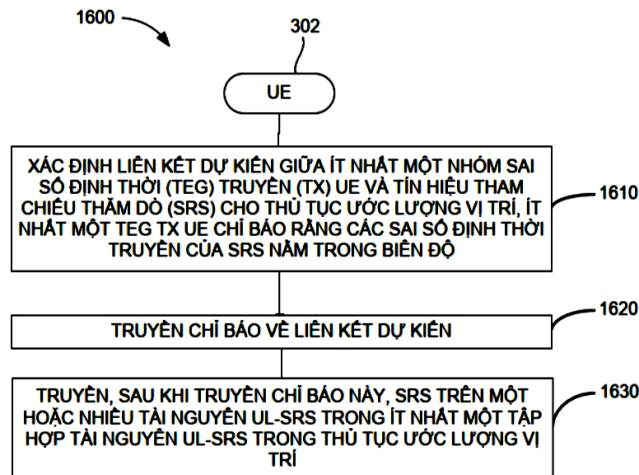 1600
302
UE
XÁC ĐỊNH LIÊN KẾT DỰ KIẾN GIỮA ÍT NHẤT MỘT NHÓM SAI
SỐ ĐỊNH THỜI (TEG) TRUYỀN (TX) UE VÀ TÍN HIỆU THAM
CHIẾU THĂM DÒ (SRS) CHO THỦ TỤC ƯỚC LƯỢNG VỊ TRÍ, ÍT
NHẤT MỘT TEG TX UE CHỈ BÁO RẰNG CÁC SAI SỐ ĐỊNH THỜI
TRUYỀN CỦA SRS NẰM TRONG BIÊN ĐỘ
1610
TRUYỀN CHỈ BÁO VỀ LIÊN KẾT DỰ KIẾN
1620
TRUYỀN, SAU KHI TRUYỀN CHỈ BÁO NÀY, SRS TRÊN MỘT
HOẶC NHIỀU TÀI NGUYÊN UL-SRS TRONG ÍT NHẤT MỘT TẬP
HỢP TÀI NGUYÊN UL-SRS TRONG THỦ TỤC ƯỚC LƯỢNG VỊ
TRÍ
1630